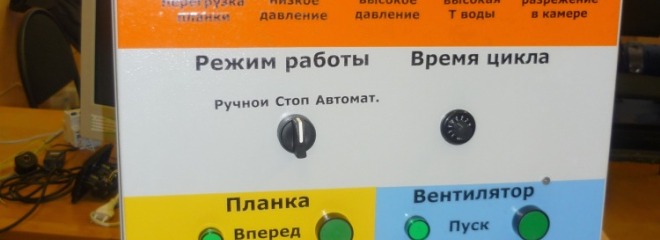 Перегрузка низкое высокое высокая разрежение
планки давление давление Т воды в камере
Режим работы Время цикла
Ручной Стоп Автомат.
Планка Вентилятор
Вперед Пуск